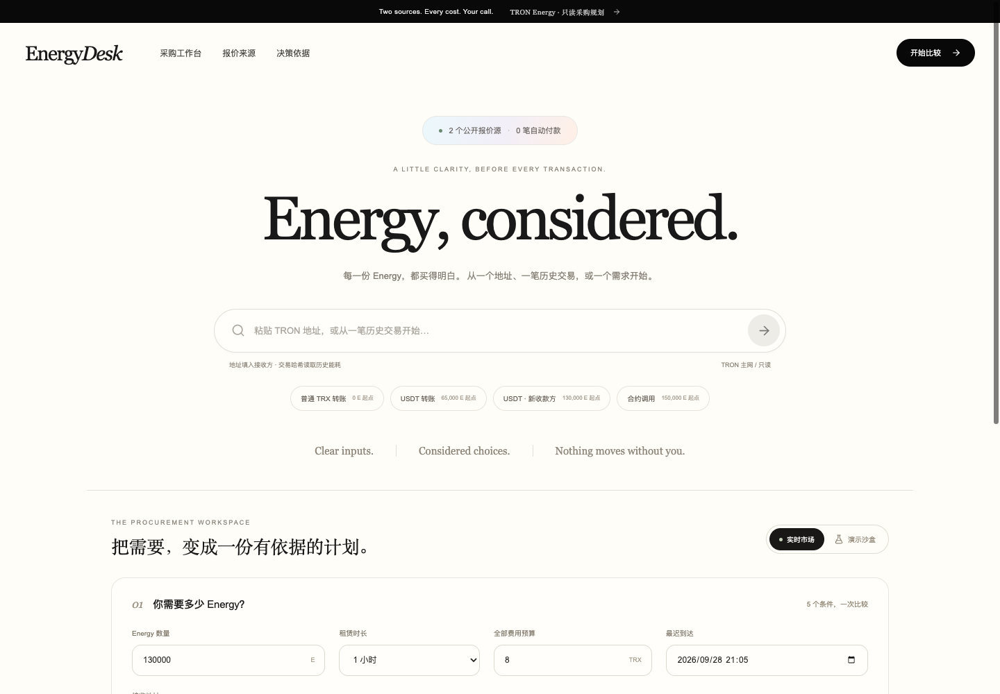 Two sources. Every cost. Your call. TRON Energy · 只读采购规划 →
EnergyDesk 采购工作台 报价来源 决策依据 开始比较 →
2 个公开报价源 · 0 笔自动付款
A LITTLE CLARITY, BEFORE EVERY TRANSACTION.
Energy, considered.
每一份 Energy，都买得明白。 从一个地址、一笔历史交易，或一个需求开始。
粘贴 TRON 地址，或从一笔历史交易开始…
地址填入接收方 · 交易哈希读取历史能耗 TRON 主网 / 只读
普通 TRX 转账 0 E 起点 USDT 转账 65,000 E 起点 USDT · 新收款方 130,000 E 起点 合约调用 150,000 E 起点
Clear inputs. Considered choices. Nothing moves without you.
THE PROCUREMENT WORKSPACE
把需要，变成一份有依据的计划。 实时市场 演示沙盒
01 你需要多少 Energy? 5 个条件，一次比较
Energy 数量 租赁时长 全部费用预算 最迟到达
130000 E 1 小时 8 TRX 2026/09/28 21:05